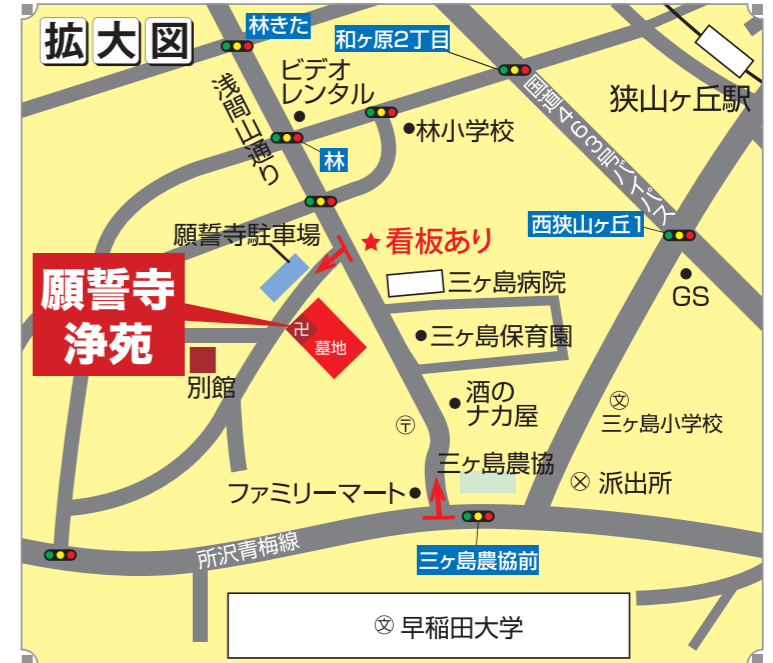 拡大図
林きた
和ヶ原2丁目
狭山ヶ丘駅
ビデオ
レンタル
浅間山通り
国道463号バイパス
林小学校
林
西狭山ヶ丘1
願誓寺駐車場
★看板あり
三ヶ島病院
GS
願誓寺
浄苑
卍
墓地
三ヶ島保育園
別館
酒の
ナカ屋
〒
文
三ヶ島小学校
三ヶ島農協
派出所
ファミリーマート
所沢青梅線
三ヶ島農協前
文 早稲田大学